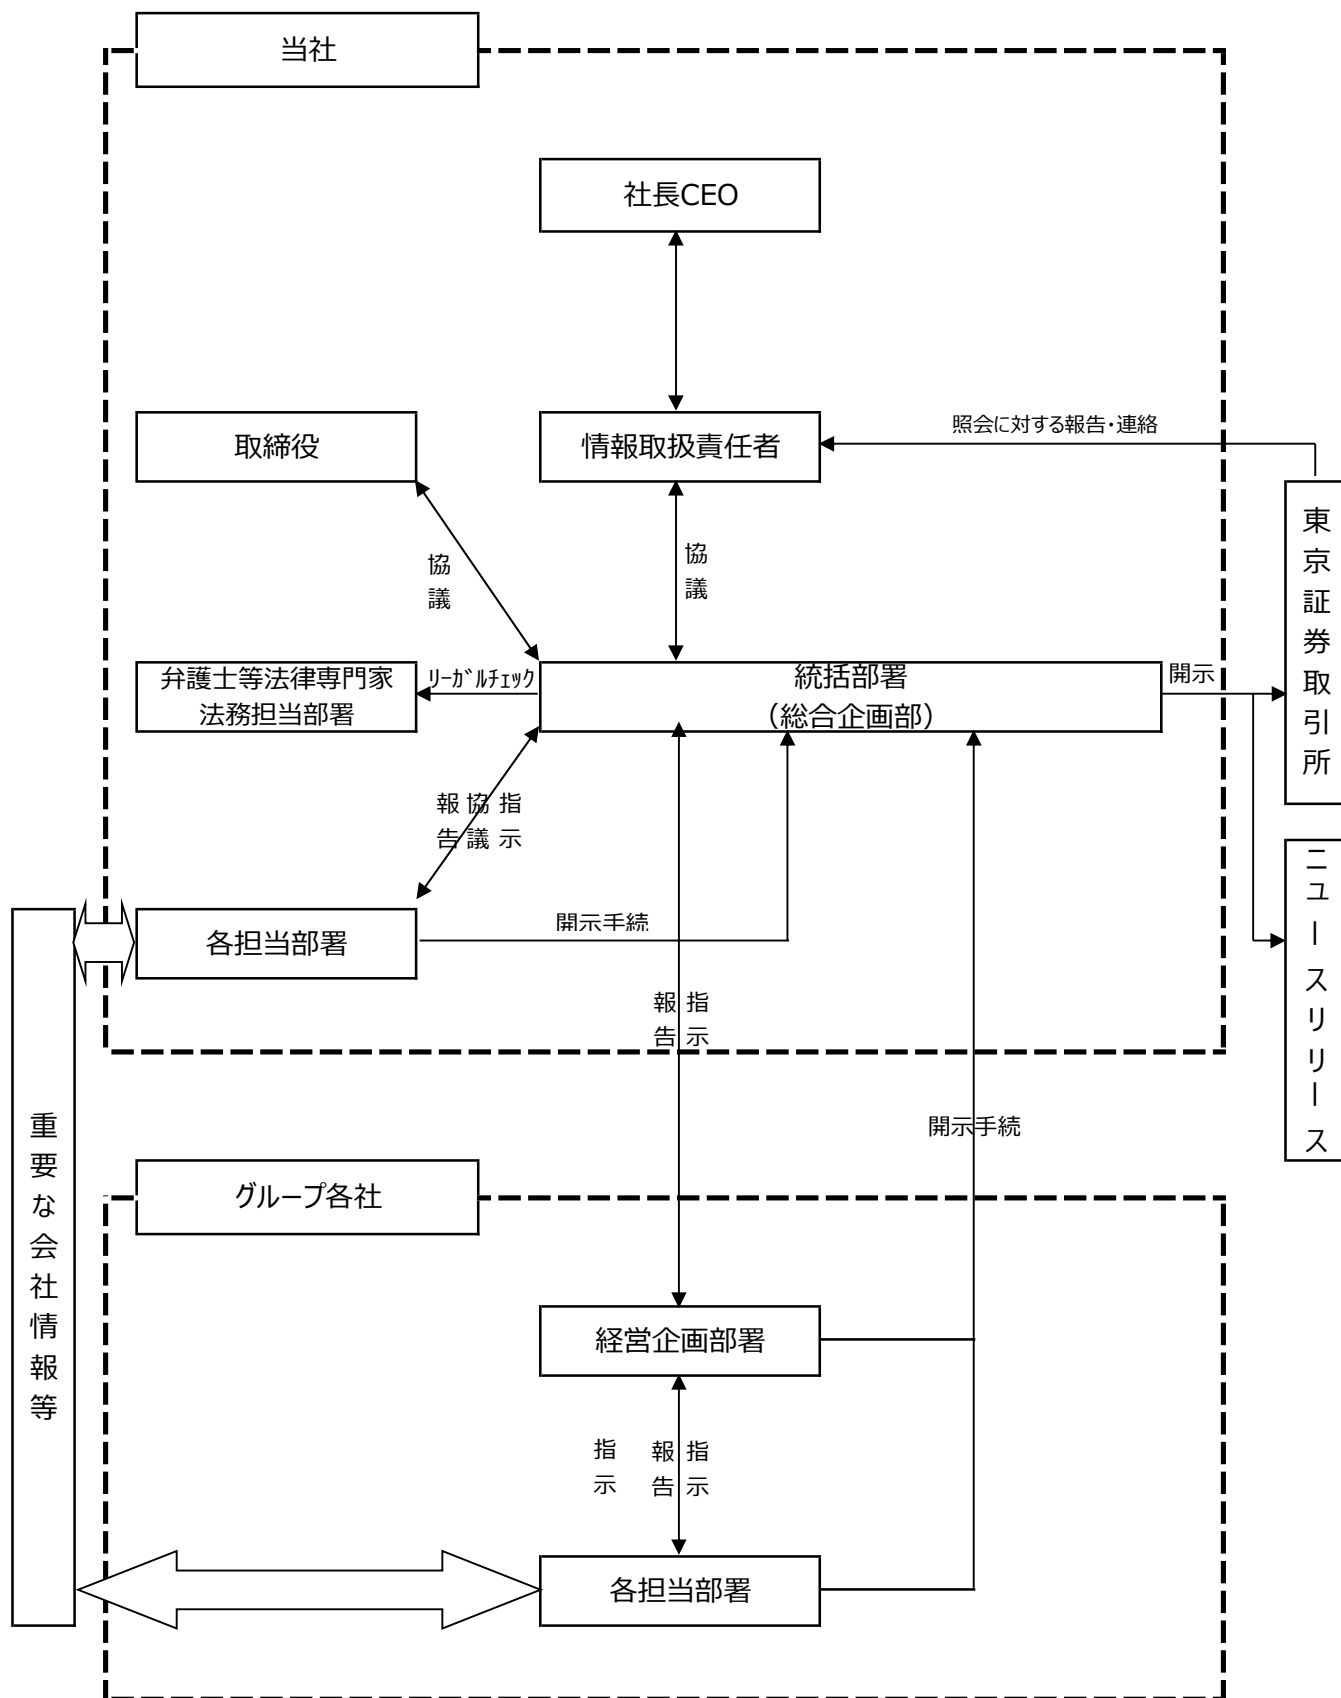 当社
社長CEO
取締役
情報取扱責任者
照会に対する報告・連絡
東京証券取引所
協議
協議
弁護士等法律専門家
法務担当部署
リーガルチェック
統括部署
（総合企画部）
開示
報告
協議
指示
ニュースリリース
各担当部署
開示手続
報告
指示
重要な会社情報等
開示手続
グループ各社
経営企画部署
指示
報告
指示
各担当部署